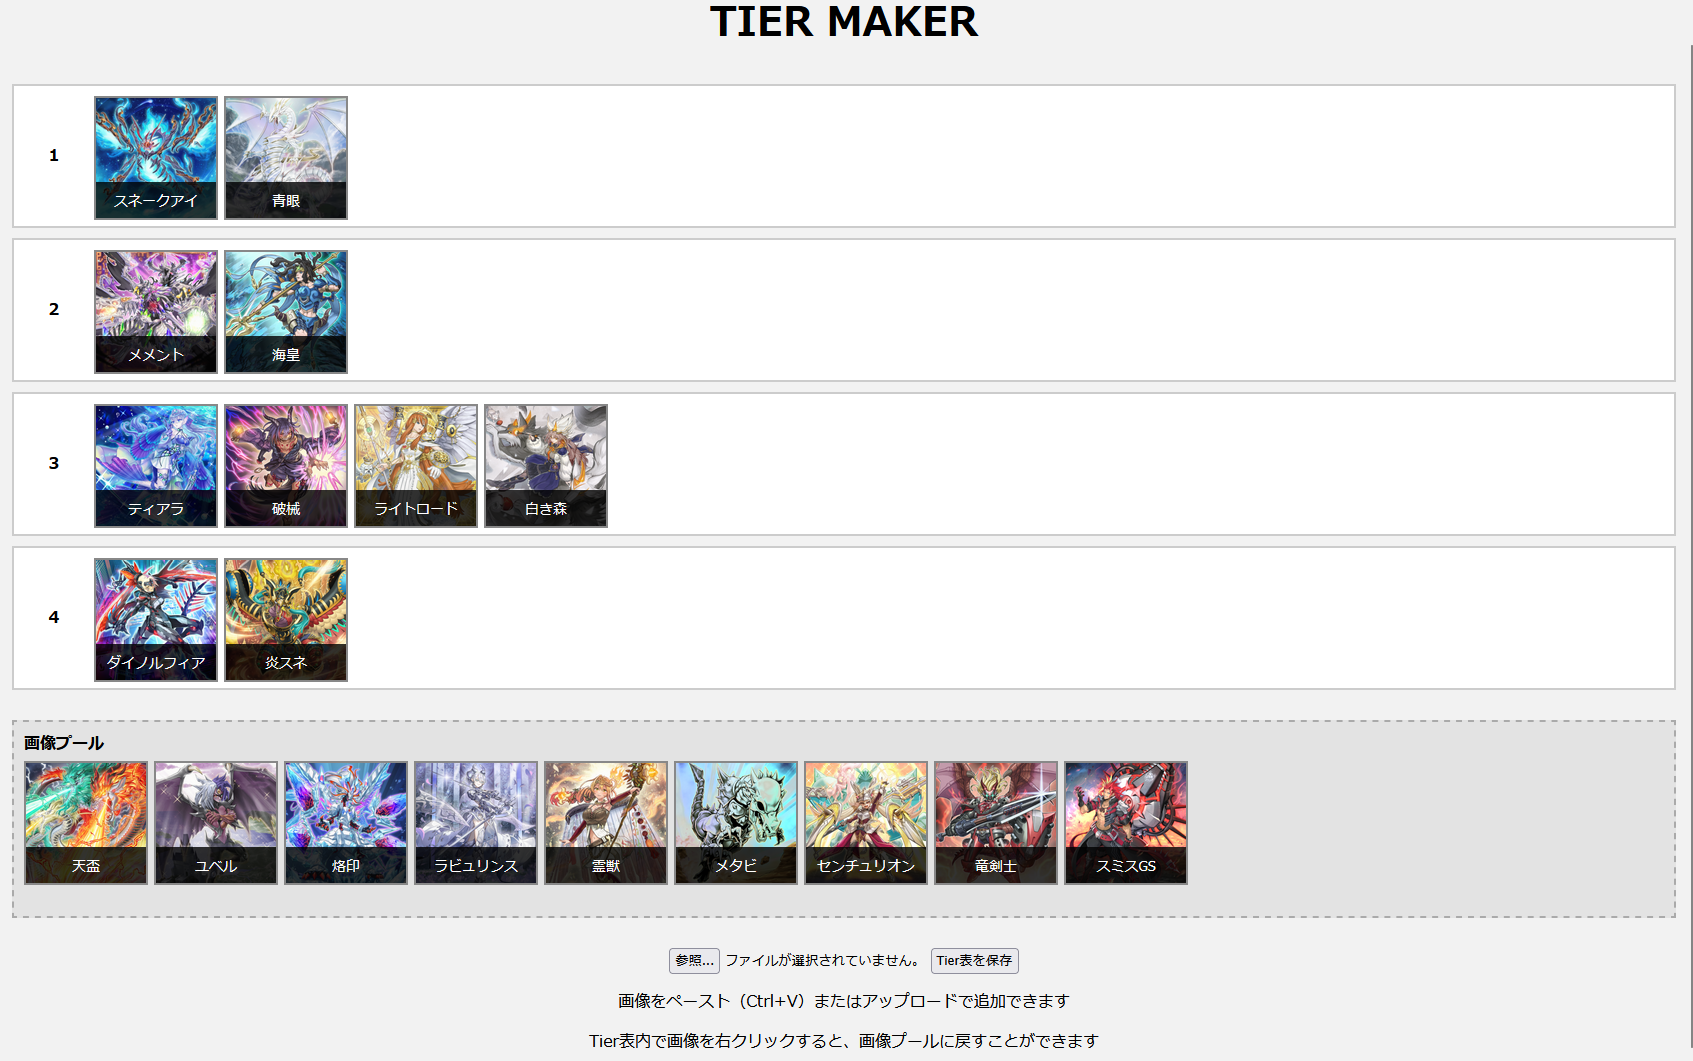 TIER MAKER
1
スネークアイ
青眼
2
メメント
海皇
3
ティアラ
破械
ライトロード
白き森
4
ダイノルフィア
炎スネ
画像プール
天盃
ユベル
烙印
ラビュリンス
霊獣
メタビ
センチュリオン
竜剣士
スミスGS
参照... ファイルが選択されていません。 Tier表を保存
画像をペースト（Ctrl+V）またはアップロードで追加できます
Tier表内で画像を右クリックすると、画像プールに戻すことができます